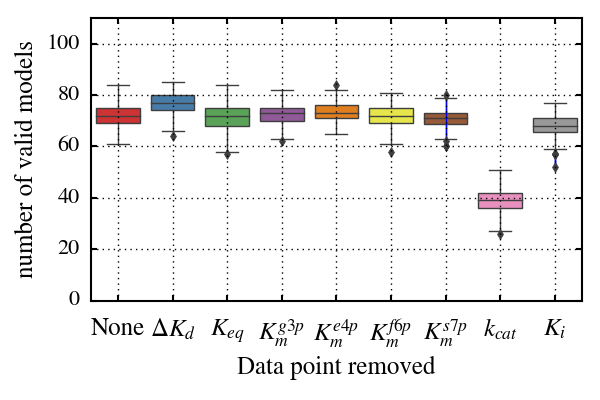 number of valid models
100
80
60
40
20
0
None ΔK_d K_eq K_m^g3p K_m^e4p K_m^f6p K_m^s7p k_cat K_i
Data point removed